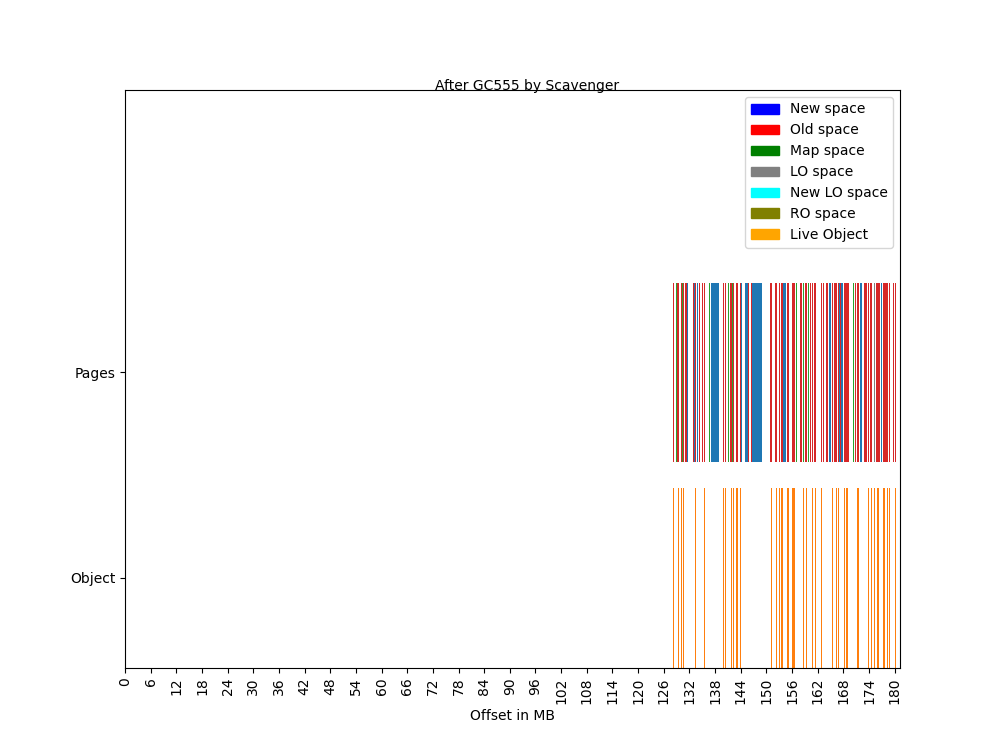 After GC555 by Scavenger
New space
Old space
Map space
LO space
New LO space
RO space
Live Object
Pages
Object
0 6 12 18 24 30 36 42 48 54 60 66 72 78 84 90 96 102 108 114 120 126 132 138 144 150 156 162 168 174 180
Offset in MB